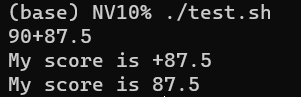 (base) NV10% ./test.sh
90+87.5
My score is +87.5
My score is 87.5